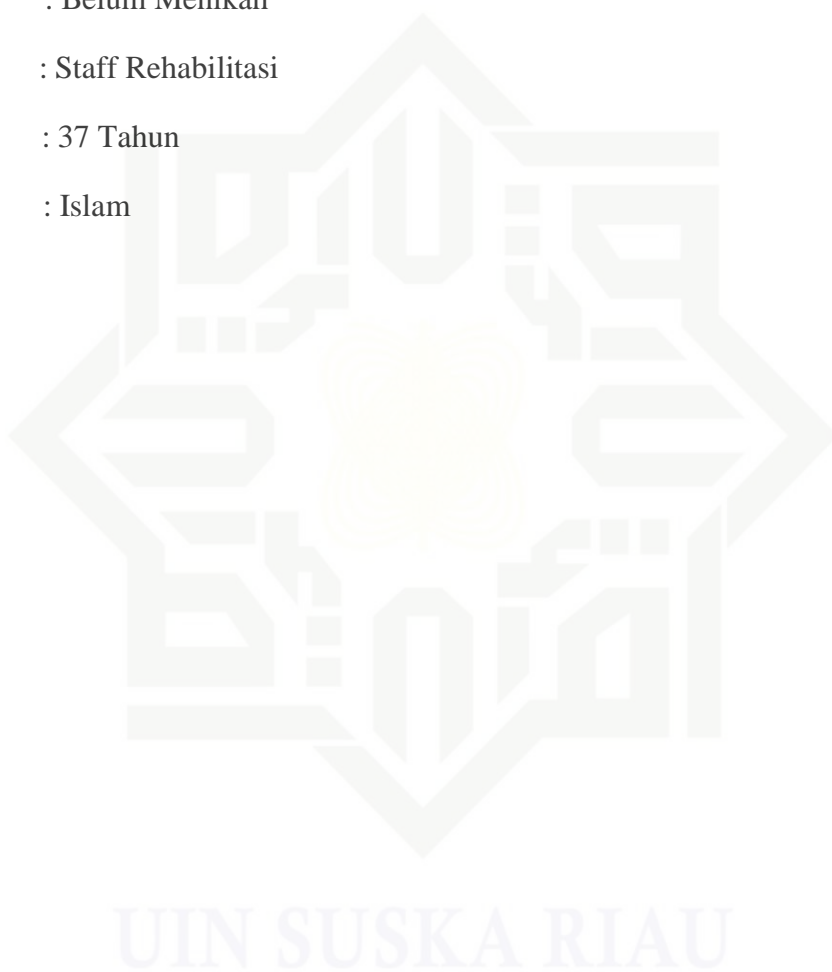 : Belum Menikah
: Staff Rehabilitasi
: 37 Tahun
: Islam
UIN SUSKA RIAU